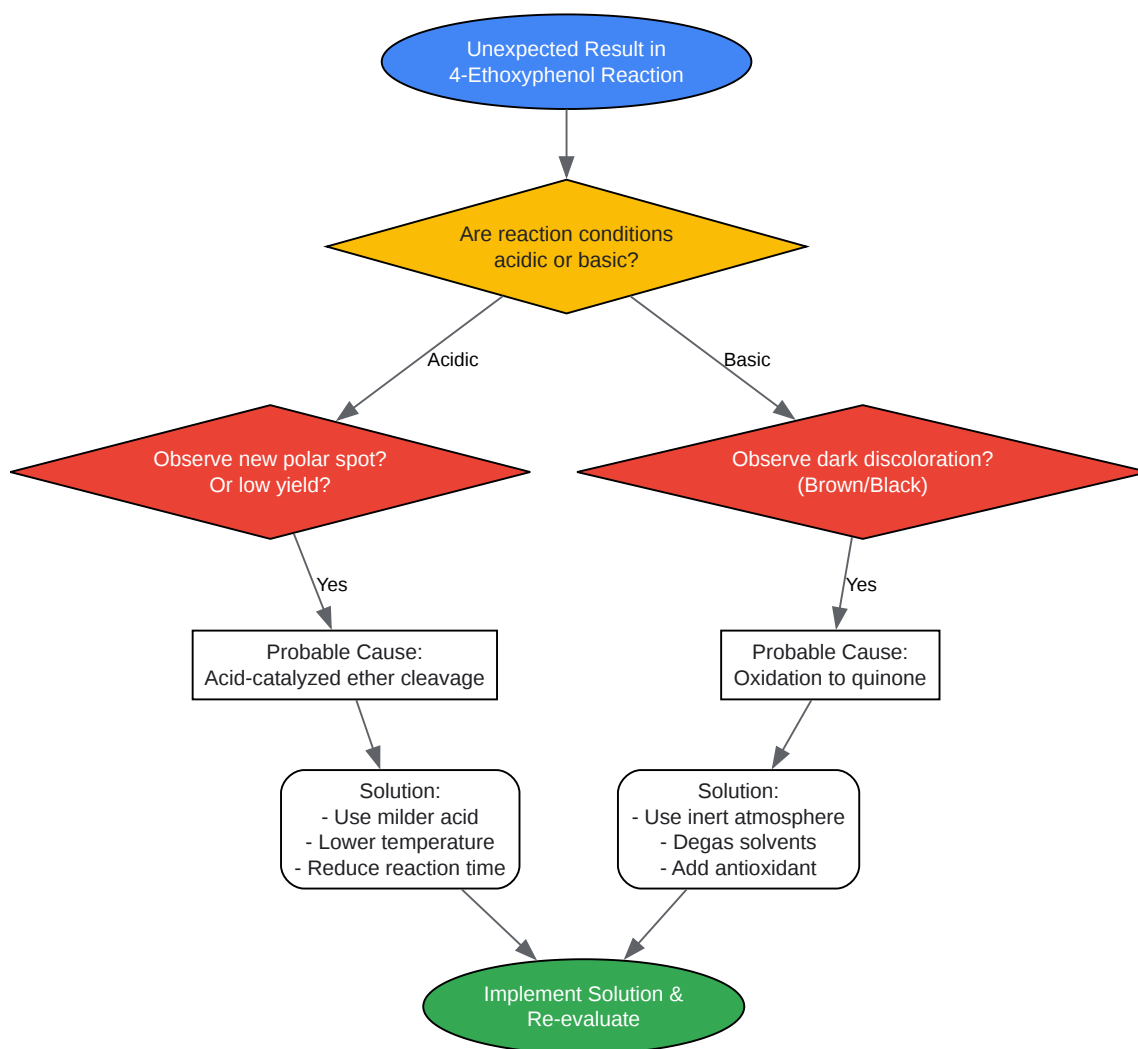 Unexpected Result in
4-Ethoxyphenol Reaction
Are reaction conditions
acidic or basic?
Acidic
Basic
Observe new polar spot?
Or low yield?
Observe dark discoloration?
(Brown/Black)
Yes
Yes
Probable Cause:
Acid-catalyzed ether cleavage
Probable Cause:
Oxidation to quinone
Solution:
- Use milder acid
- Lower temperature
- Reduce reaction time
Solution:
- Use inert atmosphere
- Degas solvents
- Add antioxidant
Implement Solution &
Re-evaluate